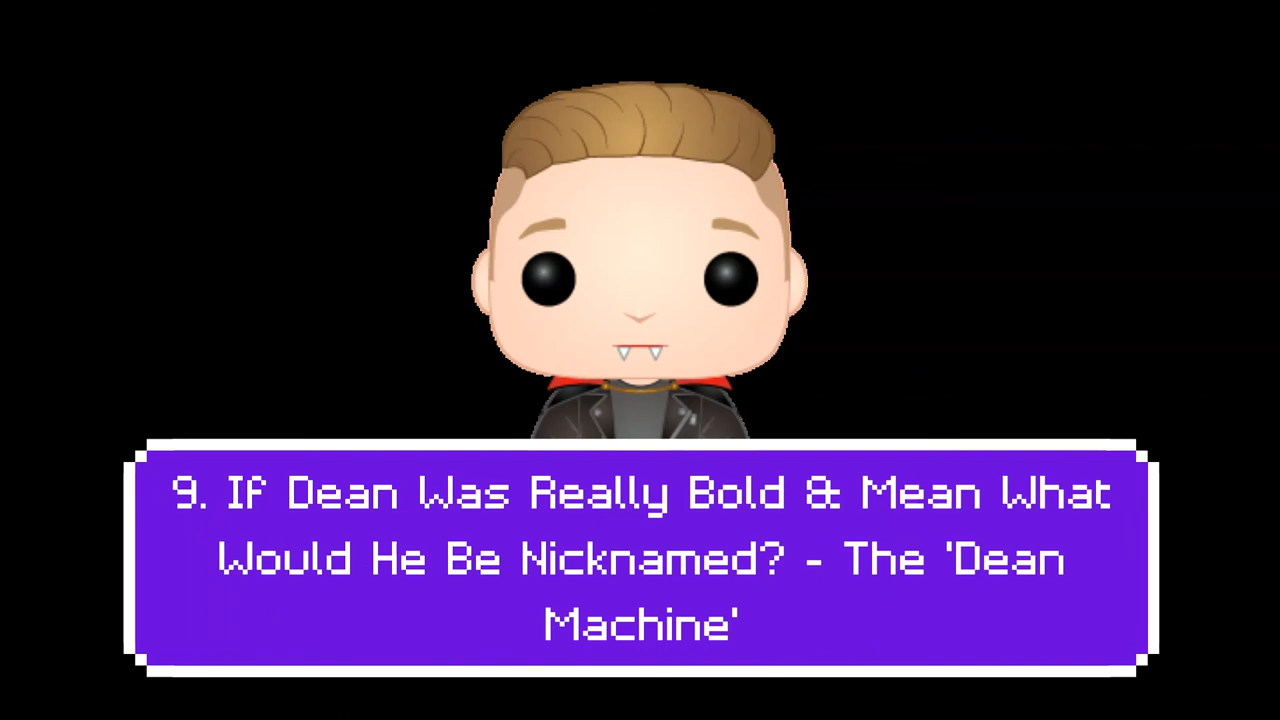 9. If Dean Was Really Bold & Mean What
Would He Be Nicknamed? - The 'Dean
Machine'